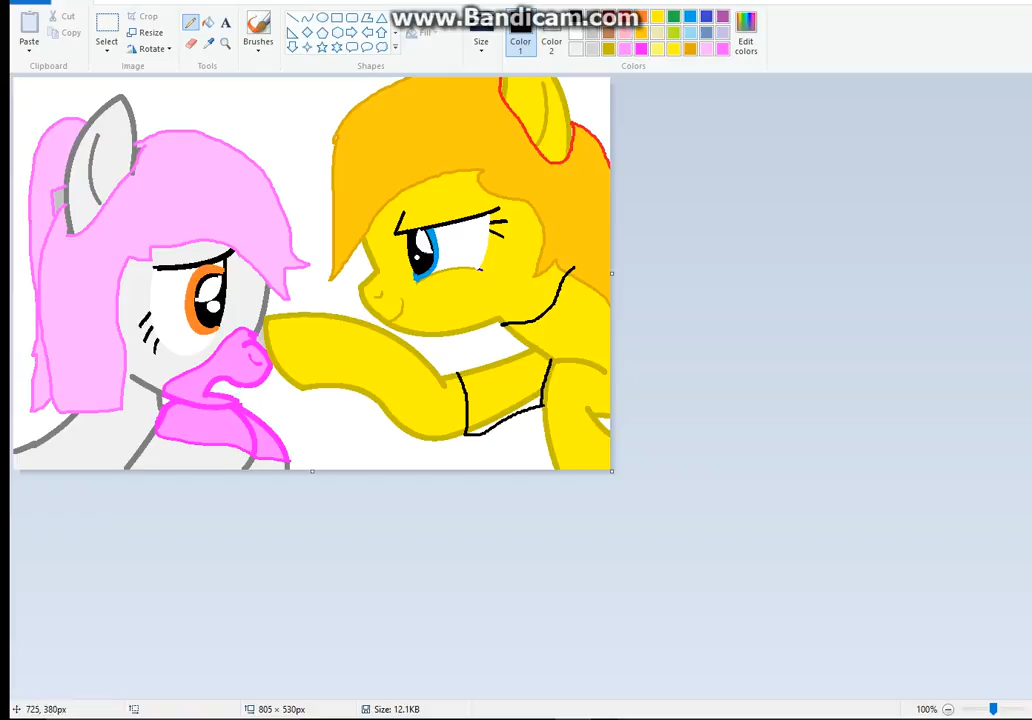 www.Bandicam.com
Cut
Copy
Paste
Clipboard
Select
Crop
Resize
Rotate
Image
A
Tools
Brushes
Fill
Shapes
Size
Color
1
Color
2
Edit
colors
Colors
725, 380px
805 × 530px
Size: 12.1KB
100%